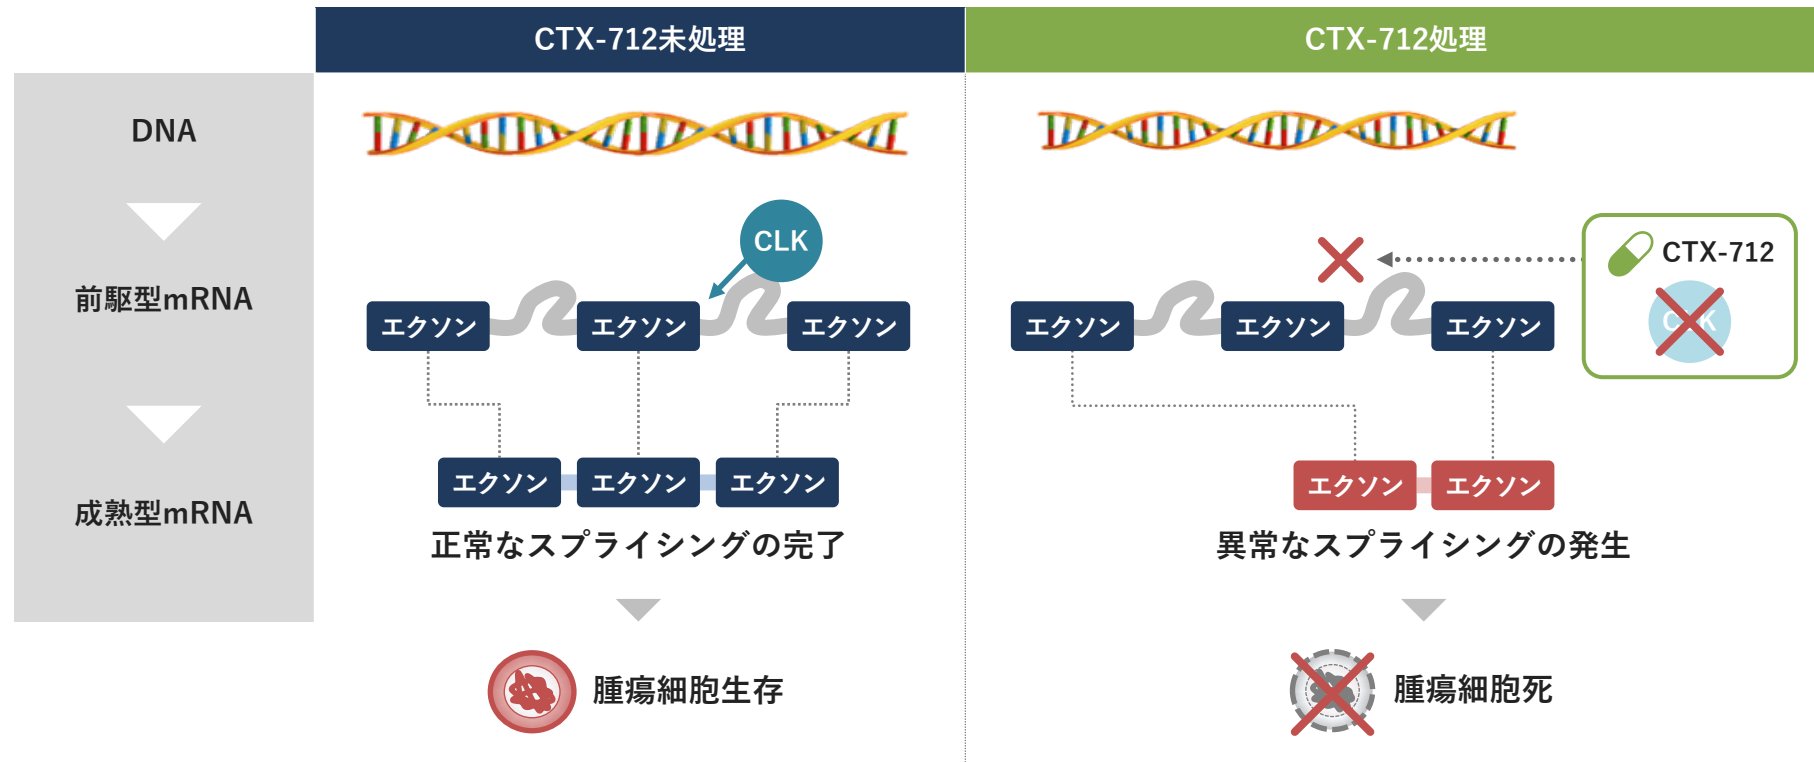 CTX-712未処理
CTX-712処理
DNA
前駆型mRNA
成熟型mRNA
CLK
エクソン
エクソン
エクソン
エクソン
エクソン
エクソン
正常なスプライシングの完了
腫瘍細胞生存
CTX-712
CLK
エクソン
エクソン
エクソン
エクソン
エクソン
異常なスプライシングの発生
腫瘍細胞死